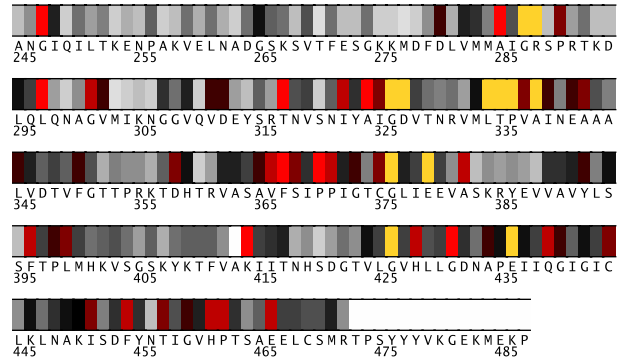 ANGIQILTKENPAKVELNADGSKSVTFESGKKMDFDLVMMAIGRSPRTKD
245 255 265 275 285
LQLQNAGVMIKNGGVQVDEYSRTNVSNIYAIGDVTNRVMLTPVAINEAAA
295 305 315 325 335
LVDTVFGTTPRKTDHTRVASAVFSIPPIGTCGLIEEVASKRYEVVAVYLS
345 355 365 375 385
SFTPLMHKVSGSKYKTFVAKIITNHSDGTVLGVHLLGDNAPEIIQGIGIC
395 405 415 425 435
LKLNAKISDFYNTIGVHPTSAEELCSMRTPSYYYVKGEKMEKP
445 455 465 475 485